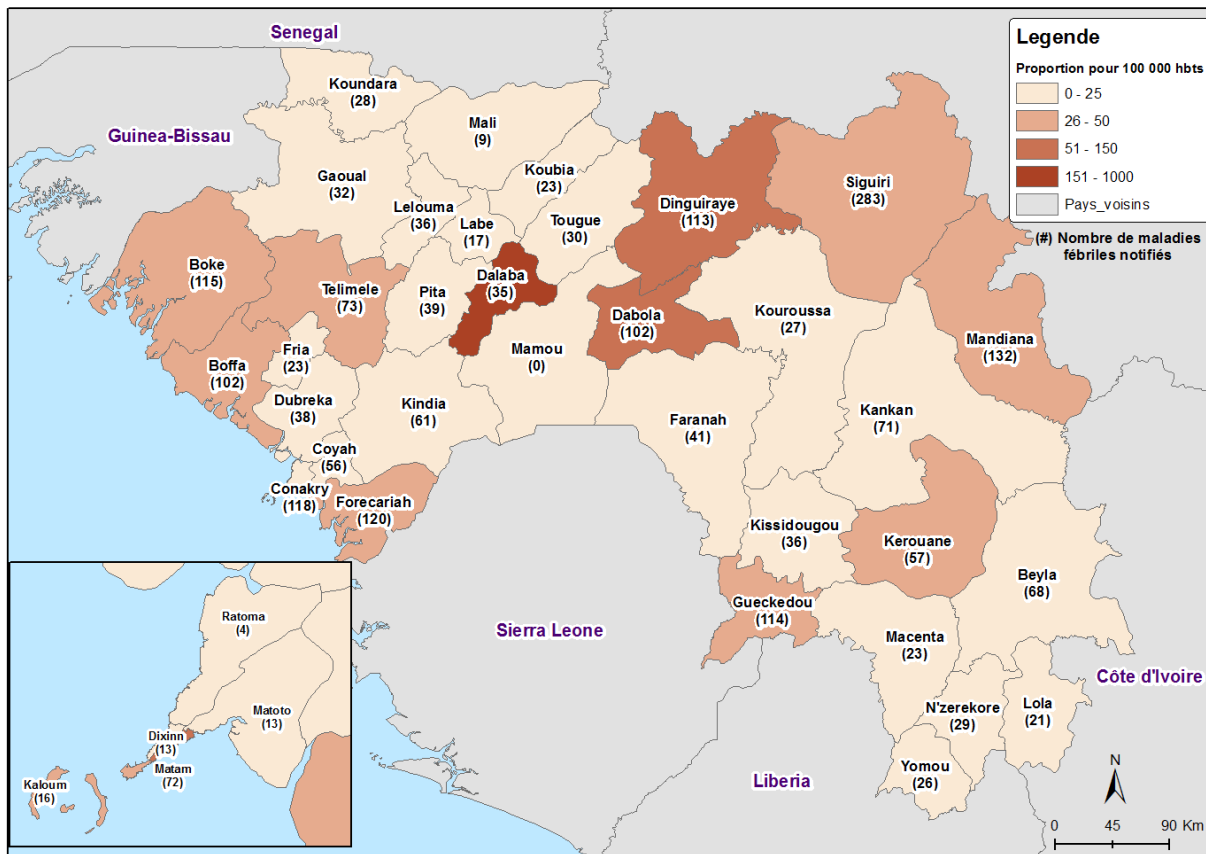 Senegal
Legende
Proportion pour 100 000 hbts
0 - 25
26 - 50
51 - 150
151 - 1000
Pays_voisins
(#) Nombre de maladies
fébriles notifiés
Koundara
(28)
Mali
(9)
Guinea-Bissau
Gaoual
(32)
Koubia
(23)
Lelouma
(36)
Labe
(17)
Tougue
(30)
Dinguiraye
(113)
Siguiri
(283)
Boke
(115)
Telimele
(73)
Pita
(39)
Dalaba
(35)
Dabola
(102)
Kouroussa
(27)
Mandiana
(132)
Boffa
(102)
Fria
(23)
Mamou
(0)
Dubreka
(38)
Kindia
(61)
Faranah
(41)
Kankan
(71)
Coyah
(56)
Conakry
(118)
Forecariah
(120)
Kissidougou
(36)
Kerouane
(57)
Beyla
(68)
Gueckedou
(114)
Sierra Leone
Macenta
(23)
Côte d'Ivoire
N'zerekore
(29)
Lola
(21)
Yomou
(26)
Liberia
Ratoma
(4)
Matoto
(13)
Dixinn
(13)
Matam
(72)
Kaloum
(16)
N
0 45 90 Km